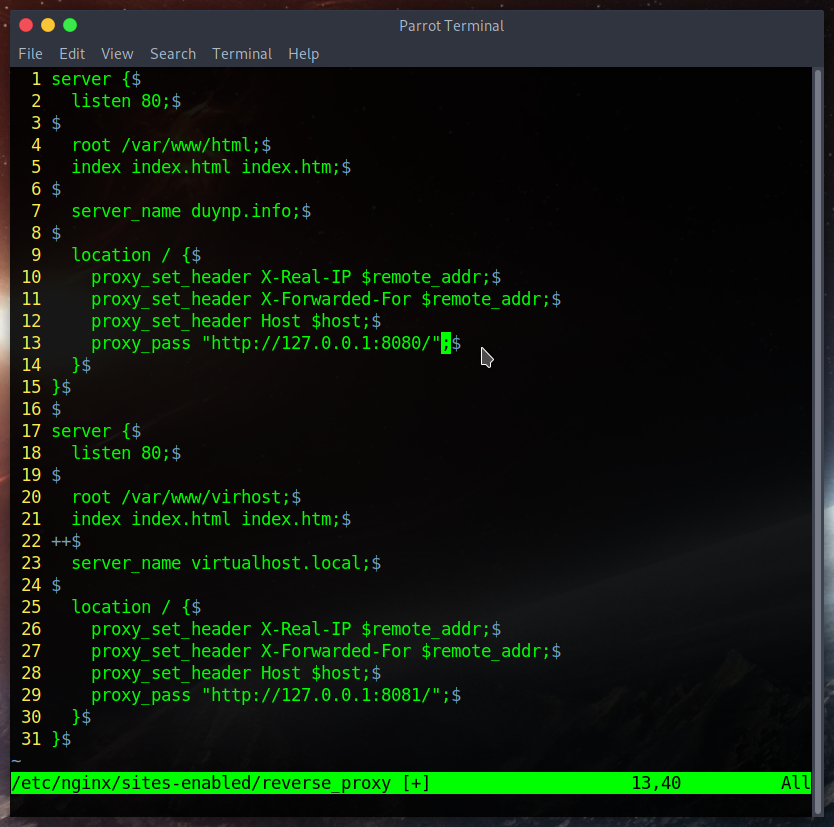 Parrot Terminal
File Edit View Search Terminal Help
1 server {$
2   listen 80;$
3 $
4   root /var/www/html;$
5   index index.html index.htm;$
6 $
7   server_name duynp.info;$
8 $
9   location / {$
10     proxy_set_header X-Real-IP $remote_addr;$
11     proxy_set_header X-Forwarded-For $remote_addr;$
12     proxy_set_header Host $host;$
13     proxy_pass "http://127.0.0.1:8080/";$
14   }$
15 }$
16 $
17 server {$
18   listen 80;$
19 $
20   root /var/www/virhost;$
21   index index.html index.htm;$
22 ++$
23   server_name virtualhost.local;$
24 $
25   location / {$
26     proxy_set_header X-Real-IP $remote_addr;$
27     proxy_set_header X-Forwarded-For $remote_addr;$
28     proxy_set_header Host $host;$
29     proxy_pass "http://127.0.0.1:8081/";$
30   }$
31 }$
~
/etc/nginx/sites-enabled/reverse_proxy [+] 13,40 All